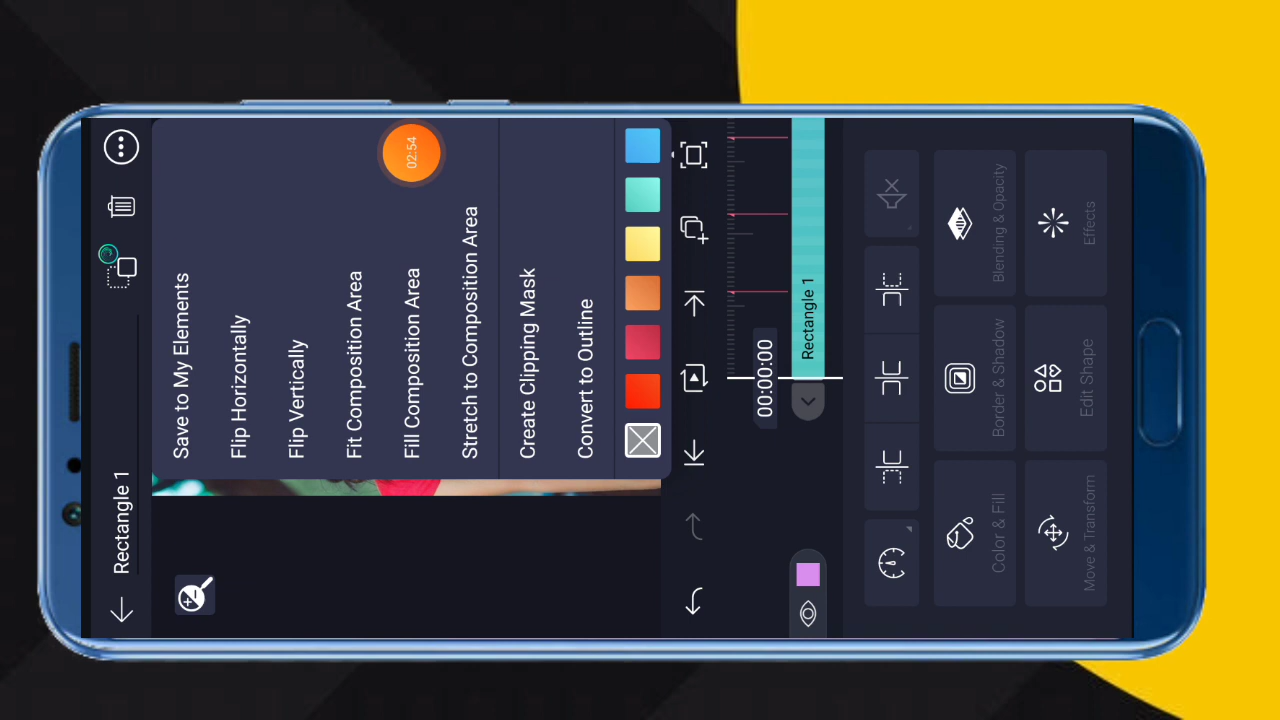 Rectangle 1
02:54
Save to My Elements
Flip Horizontally
Flip Vertically
Fit Composition Area
Fill Composition Area
Stretch to Composition Area
Create Clipping Mask
Convert to Outline
00:00:00
Rectangle 1
Color & Fill
Border & Shadow
Blending & Opacity
Move & Transform
Edit Shape
Effects